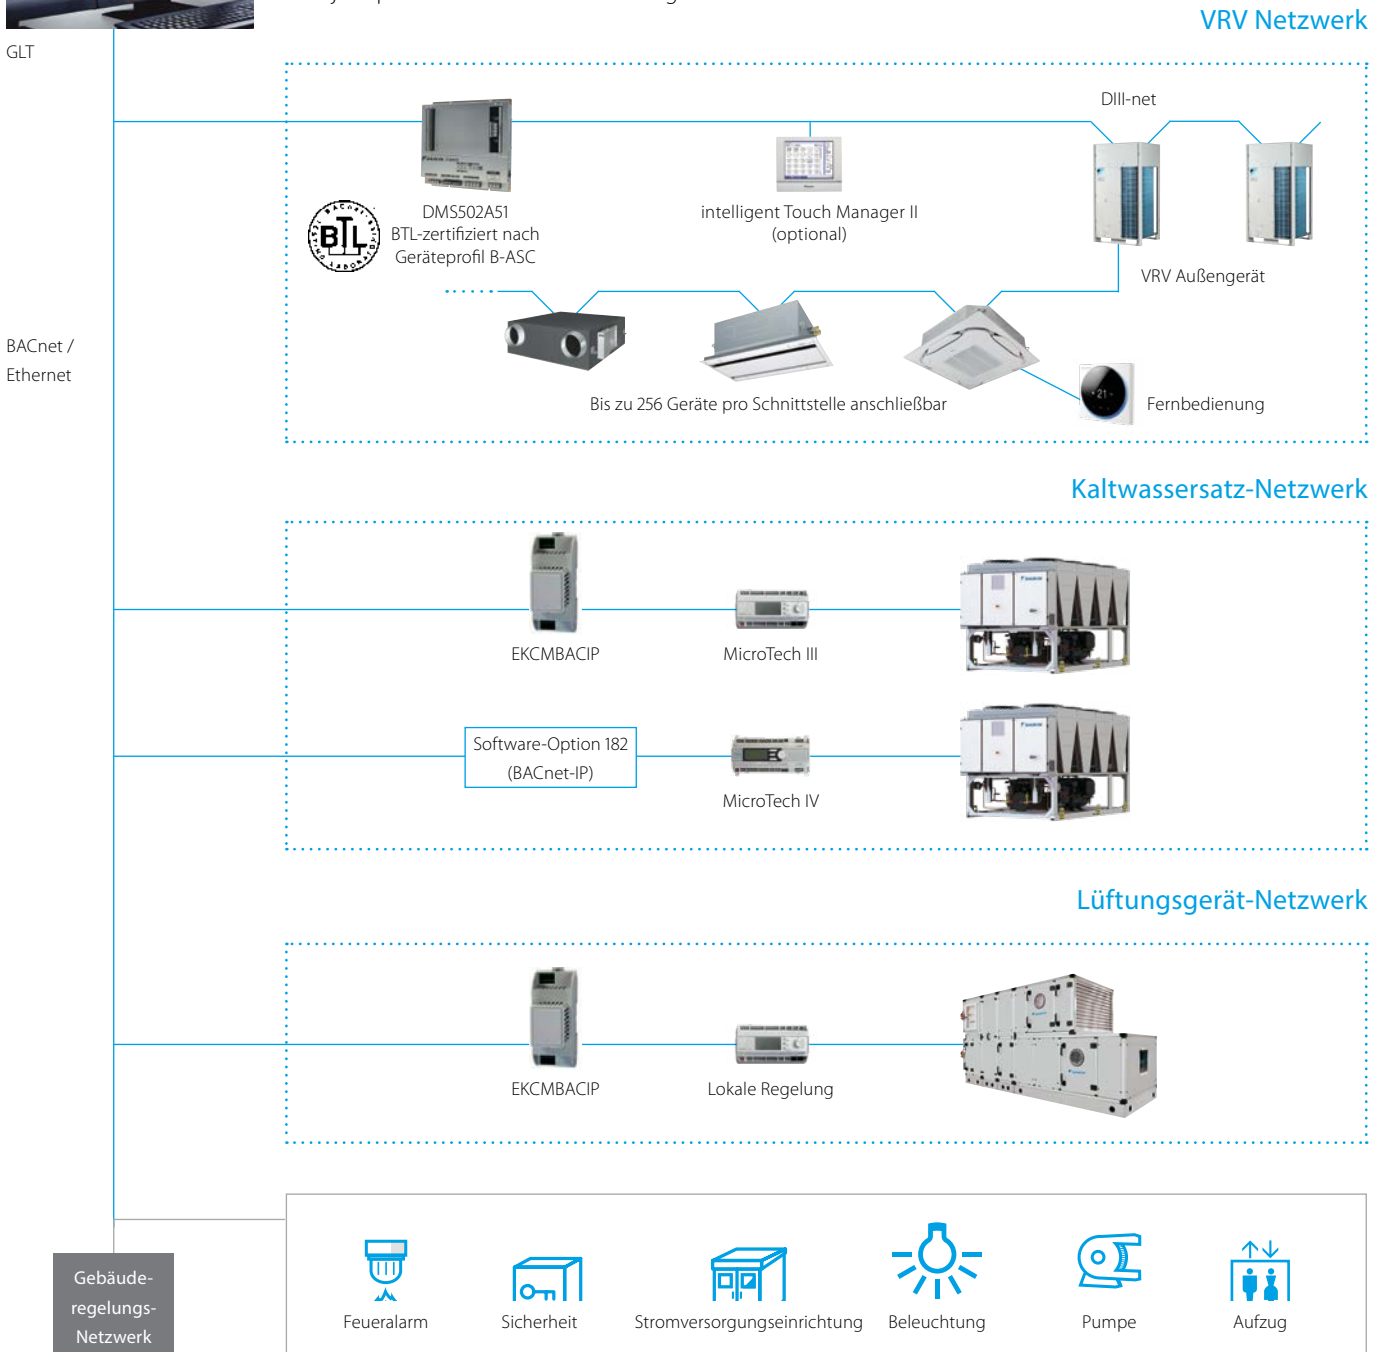 VRV Netzwerk
GLT
DIII-net
DMS502A51
BTL-zertifiziert nach
Geräteprofil B-ASC
BTL
intelligent Touch Manager II
(optional)
VRV Außengerät
BACnet /
Ethernet
Bis zu 256 Geräte pro Schnittstelle anschließbar
21
Fernbedienung
Kaltwassersatz-Netzwerk
EKCMBACIP
MicroTech III
Software-Option 182
(BACnet-IP)
MicroTech IV
Lüftungsgerät-Netzwerk
EKCMBACIP
Lokale Regelung
Gebäude-
regelungs-
Netzwerk
Feueralarm
Sicherheit
Stromversorgungseinrichtung
Beleuchtung
Pumpe
Aufzug